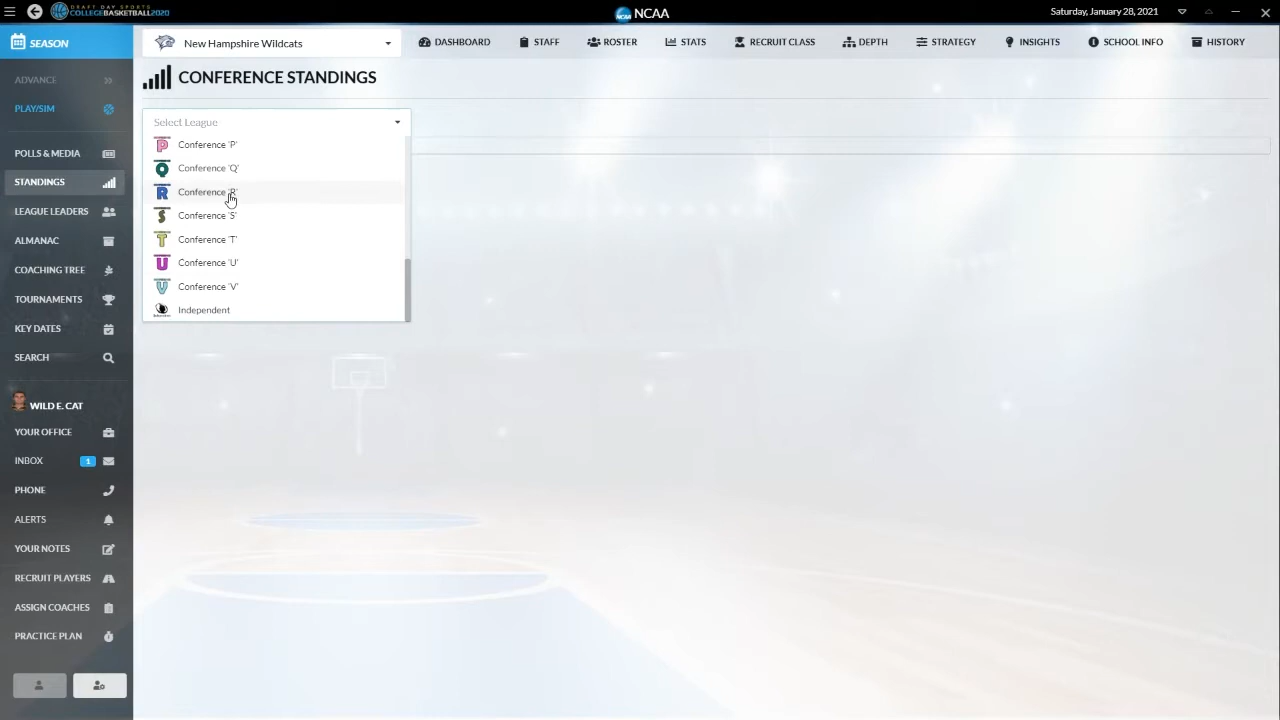 DRAFT DAY SPORTS
COLLEGE BASKETBALL 2020
NCAA
Saturday, January 28, 2021
SEASON
New Hampshire Wildcats
DASHBOARD
STAFF
ROSTER
STATS
RECRUIT CLASS
DEPTH
STRATEGY
INSIGHTS
SCHOOL INFO
HISTORY
CONFERENCE STANDINGS
ADVANCE
PLAY/SIM
POLLS & MEDIA
STANDINGS
LEAGUE LEADERS
ALMANAC
COACHING TREE
TOURNAMENTS
KEY DATES
SEARCH
WILD E. CAT
YOUR OFFICE
INBOX 1
PHONE
ALERTS
YOUR NOTES
RECRUIT PLAYERS
ASSIGN COACHES
PRACTICE PLAN
Select League
P Conference 'P'
Q Conference 'Q'
R Conference 'R'
S Conference 'S'
T Conference 'T'
U Conference 'U'
V Conference 'V'
Independent